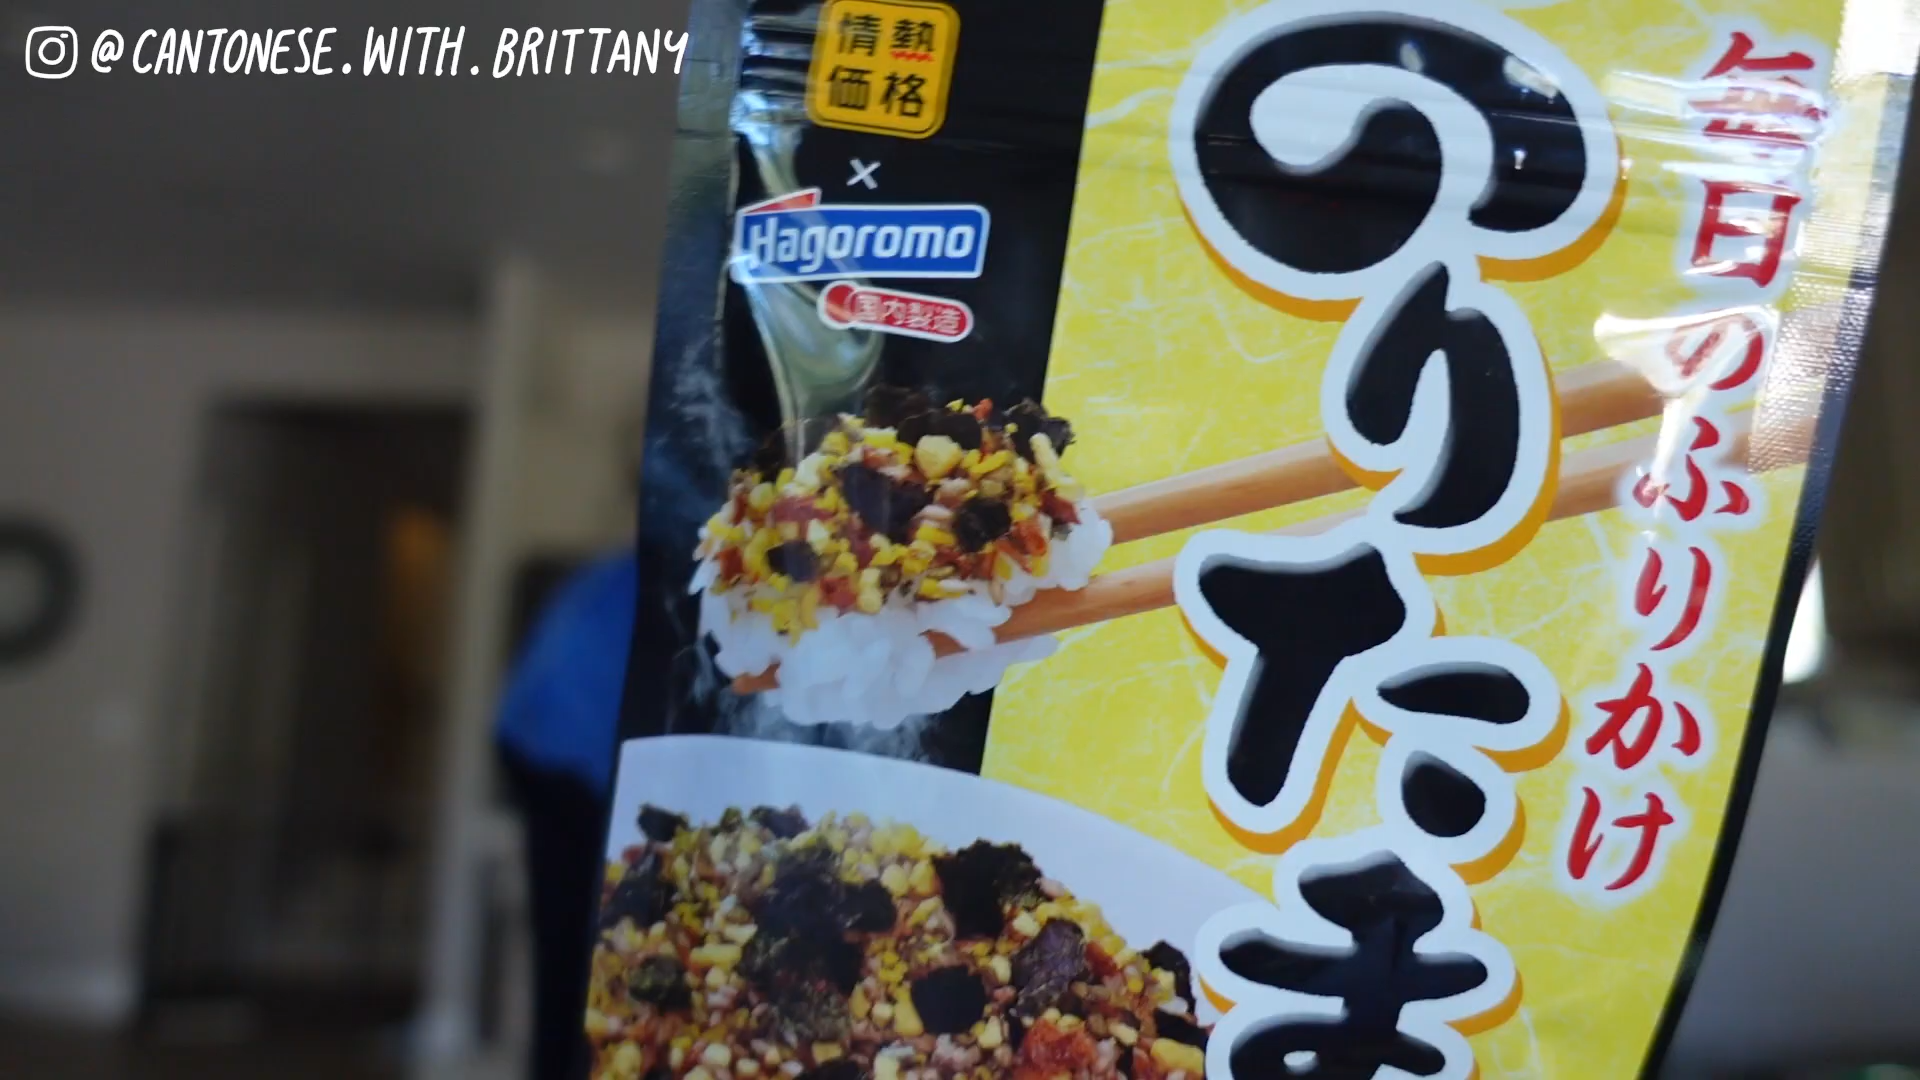 @CANTONESE.WITH.BRITTANY
情熱
価格
×
Hagoromo
国内製造
のりたま
毎日のふりかけ